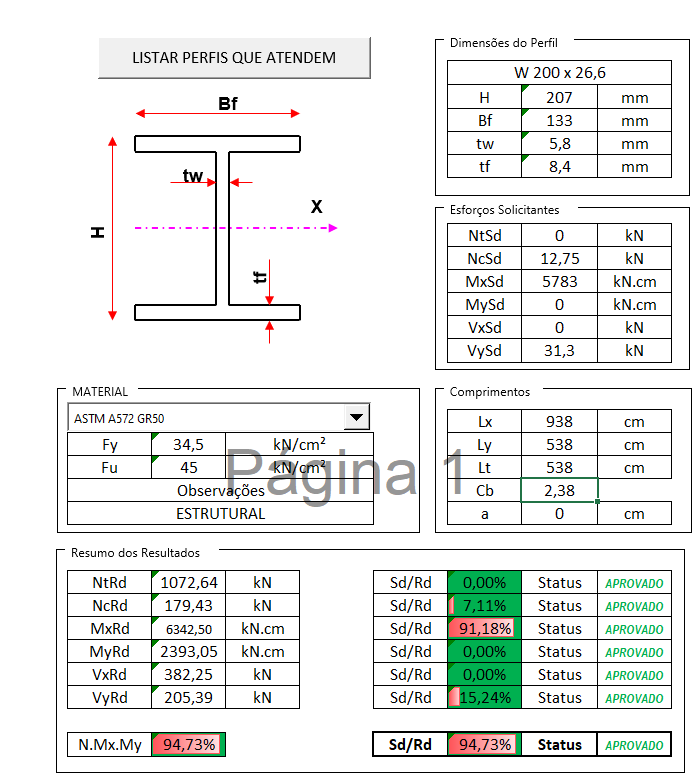 LISTAR PERFIS QUE ATENDEM
Bf
tw
X
H
tf
Dimensões do Perfil
W 200 x 26,6
H 207 mm
Bf 133 mm
tw 5,8 mm
tf 8,4 mm
Esforços Solicitantes
NtSd 0 kN
NcSd 12,75 kN
MxSd 5783 kN.cm
MySd 0 kN.cm
VxSd 0 kN
VySd 31,3 kN
MATERIAL
ASTM A572 GR50
Fy 34,5 kN/cm²
Fu 45 kN/cm²
Observações
ESTRUTURAL
Página 1
Comprimentos
Lx 938 cm
Ly 538 cm
Lt 538 cm
Cb 2,38
a 0 cm
Resumo dos Resultados
NtRd 1072,64 kN Sd/Rd 0,00% Status APROVADO
NcRd 179,43 kN Sd/Rd 7,11% Status APROVADO
MxRd 6342,50 kN.cm Sd/Rd 91,18% Status APROVADO
MyRd 2393,05 kN.cm Sd/Rd 0,00% Status APROVADO
VxRd 382,25 kN Sd/Rd 0,00% Status APROVADO
VyRd 205,39 kN Sd/Rd 15,24% Status APROVADO
N.Mx.My 94,73% Sd/Rd 94,73% Status APROVADO